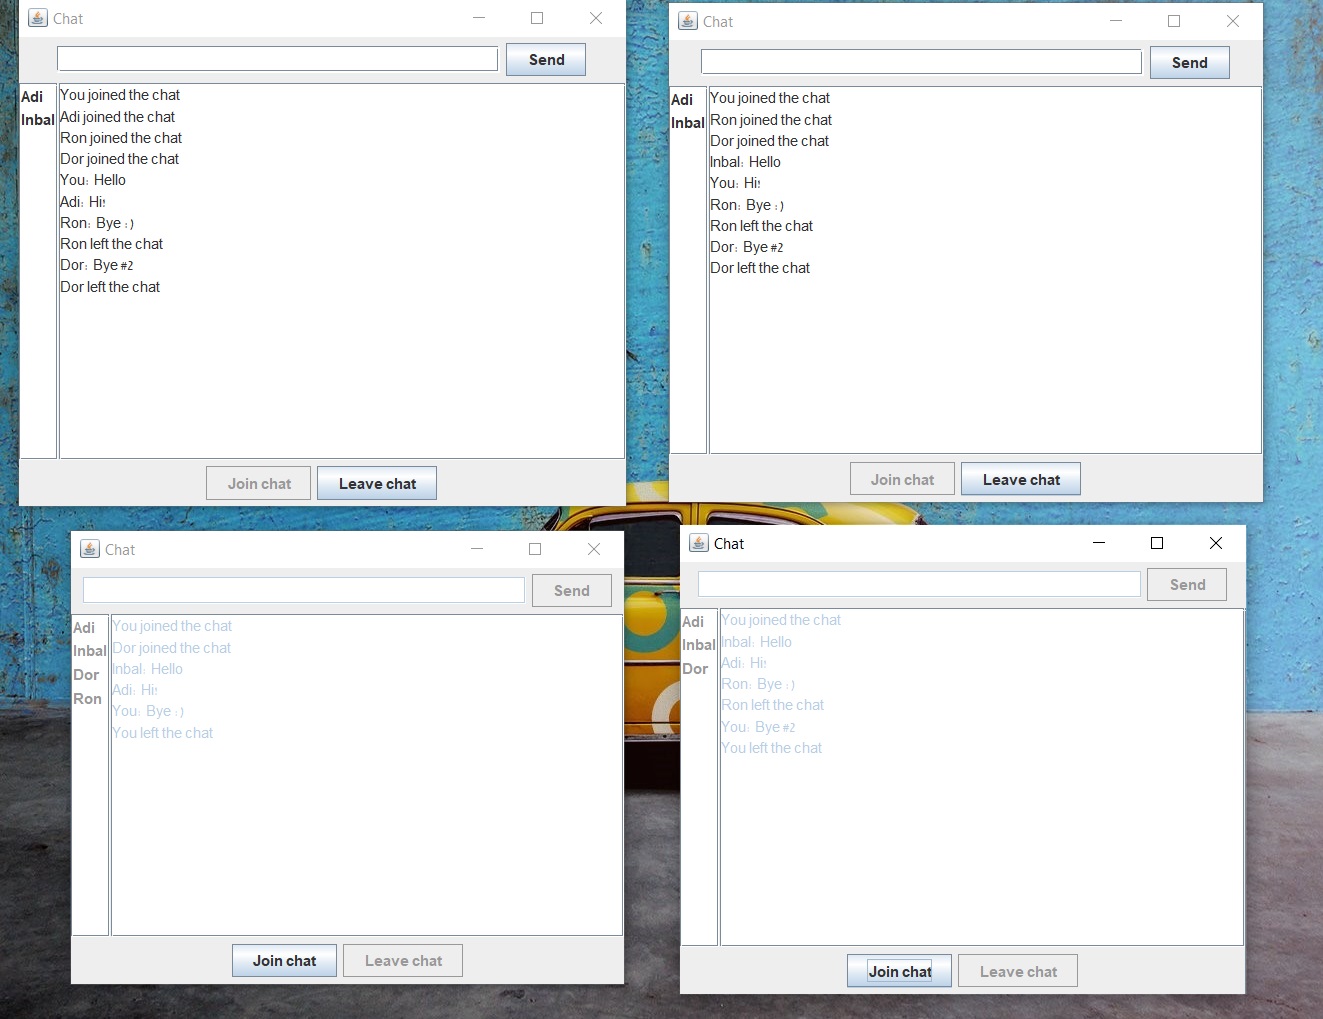 Chat
Send
Adi
Inbal
You joined the chat
Adi joined the chat
Ron joined the chat
Dor joined the chat
You: Hello
Adi: Hi!
Ron: Bye :)
Ron left the chat
Dor: Bye #2
Dor left the chat
Join chat
Leave chat
Chat
Send
Adi
Inbal
You joined the chat
Ron joined the chat
Dor joined the chat
Inbal: Hello
You: Hi!
Ron: Bye :)
Ron left the chat
Dor: Bye #2
Dor left the chat
Join chat
Leave chat
Chat
Send
Adi
Inbal
Dor
Ron
You joined the chat
Dor joined the chat
Inbal: Hello
Adi: Hi!
You: Bye :)
You left the chat
Join chat
Leave chat
Chat
Send
Adi
Inbal
Dor
You joined the chat
Inbal: Hello
Adi: Hi!
Ron: Bye :)
Ron left the chat
You: Bye #2
You left the chat
Join chat
Leave chat